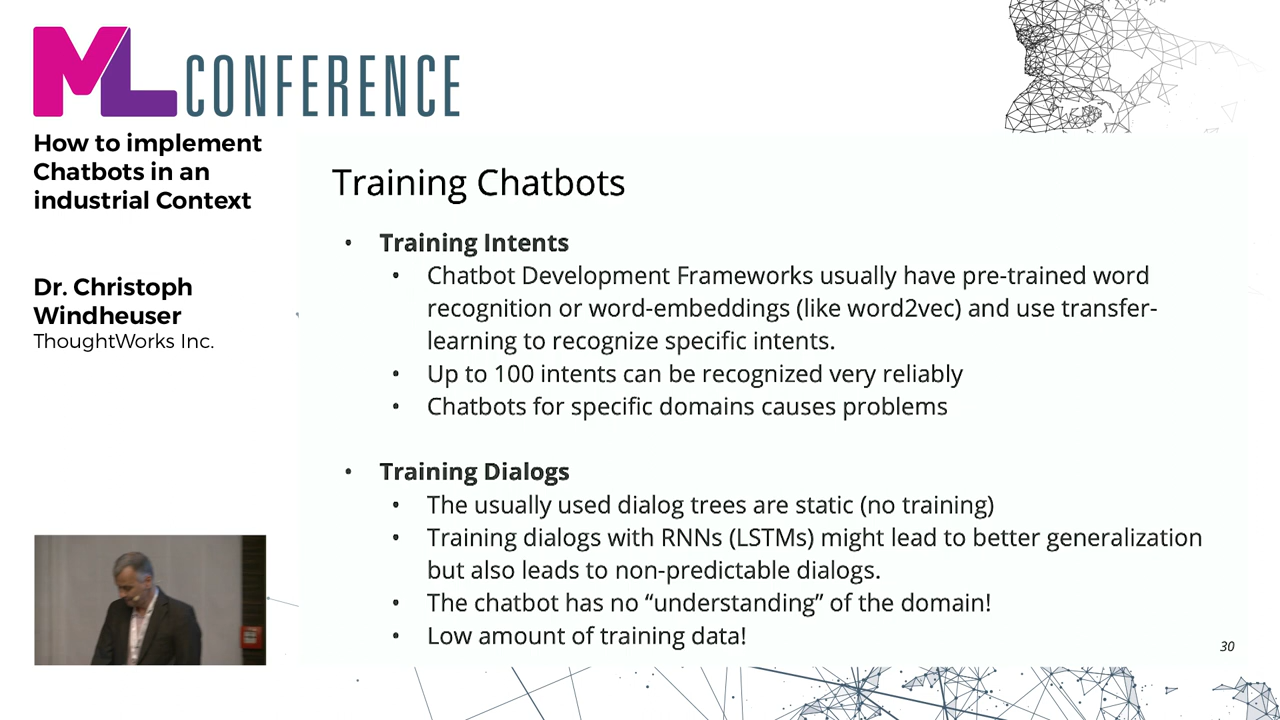 ML CONFERENCE
How to implement
Chatbots in an
industrial Context
Dr. Christoph
Windheuser
ThoughtWorks Inc.
Training Chatbots
• Training Intents
• Chatbot Development Frameworks usually have pre-trained word
recognition or word-embeddings (like word2vec) and use transfer-
learning to recognize specific intents.
• Up to 100 intents can be recognized very reliably
• Chatbots for specific domains causes problems
• Training Dialogs
• The usually used dialog trees are static (no training)
• Training dialogs with RNNs (LSTMs) might lead to better generalization
but also leads to non-predictable dialogs.
• The chatbot has no “understanding” of the domain!
• Low amount of training data!
30